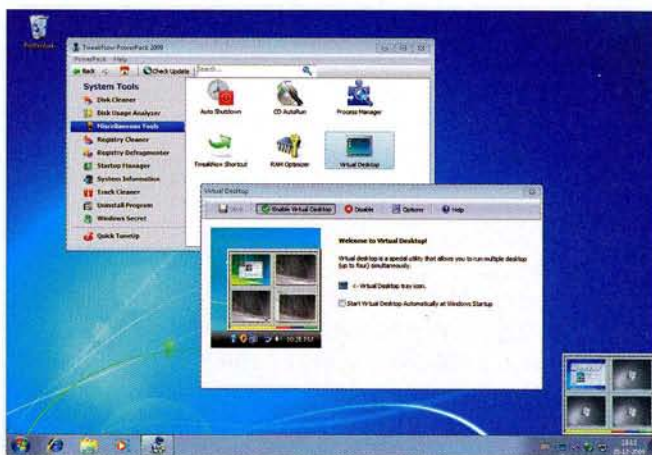 TweakNow PowerPack 2009
PowerPack Help
Back
Check Update
Search...
System Tools
Disk Cleaner
Disk Usage Analyzer
Miscellaneous Tools
Registry Cleaner
Registry Defragmenter
Startup Manager
System Information
Track Cleaner
Uninstall Program
Windows Secret
Quick TuneUp
Auto Shutdown
CD AutoRun
Process Manager
TweakNow Shortcut
RAM Optimizer
Virtual Desktop
Virtual Desktop
Enable Virtual Desktop
Disable
Options
Help
Welcome to Virtual Desktop!
Virtual desktop is a special utility that allows you to run multiple desktop
(up to four) simultaneously.
<- Virtual Desktop tray icon.
Start Virtual Desktop Automatically at Windows Startup
10:28 PM